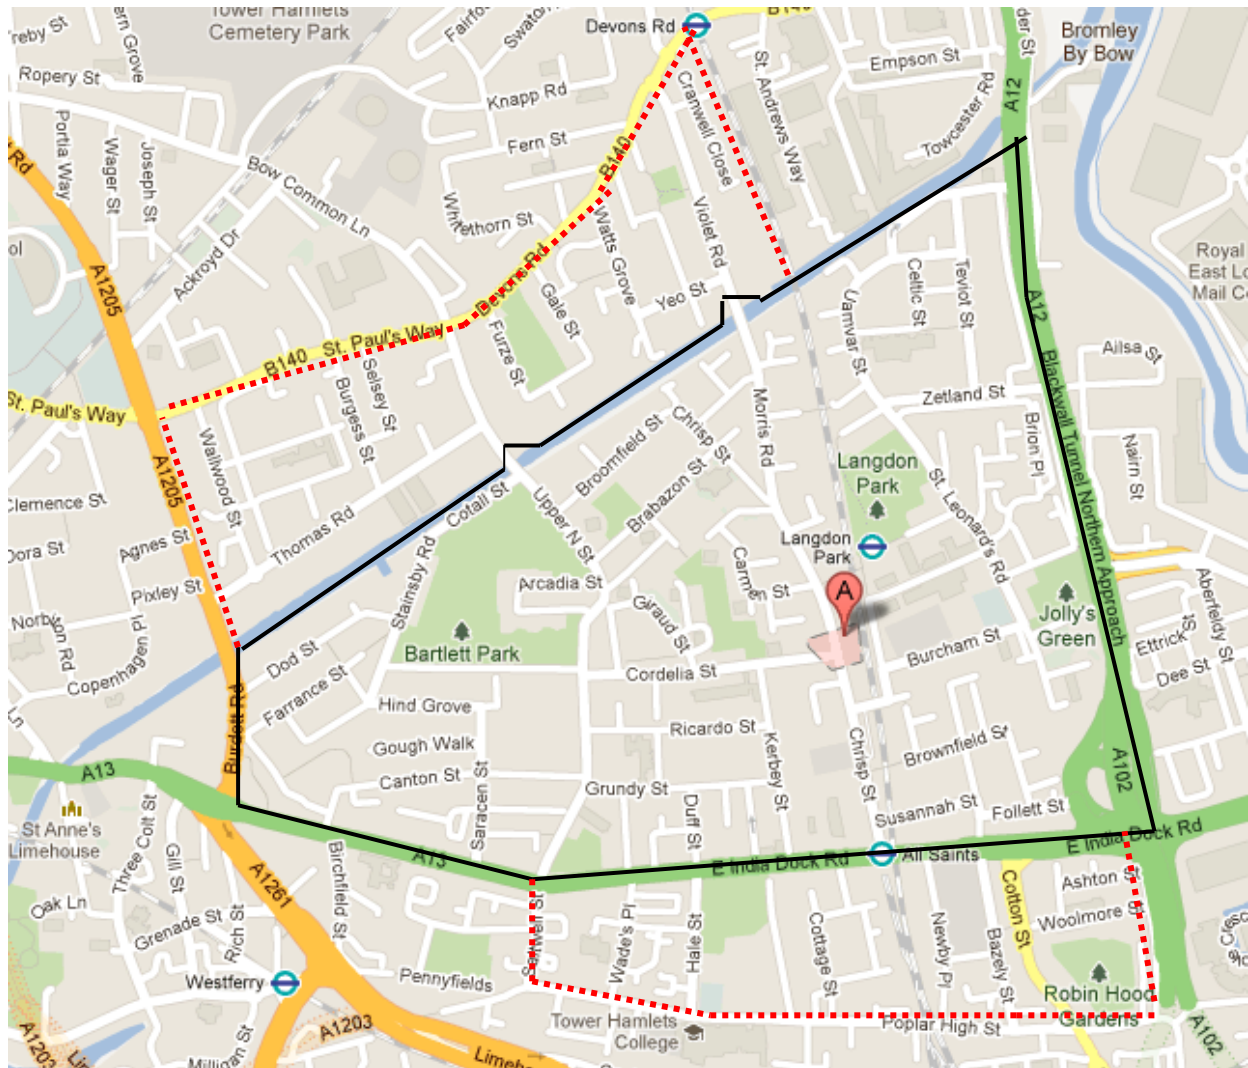 Tower Hamlets
Cemetery Park
Devons Rd
B140
Bromley
By Bow
Ropery St
Knapp Rd
Empson St
St. Andrews Way
A12
Portia Way
Wager St
Joseph St
Fern St
Cranwell Close
Towcester Rd
Bow Common Ln
B140
Violet Rd
Ackroyd Dr
Devons Rd
Watts Grove
Yeo St
Celtic St
Teviot St
A1205
Gale St
A12
Furze St
B140
St. Paul's Way
Ailsa St
St. Paul's Way
Selsey St
Burgess St
Zetland St
Morris Rd
Chrisp St
Broomfield St
Brabazon St
Brion Pl
Nairn St
Blackwall Tunnel Northern Approach
Langdon
Park
St. Leonard's Rd
A1205
Wallwood St
Clemence St
Thomas Rd
Cotall St
Upper N St
Agnes St
Dora St
Pixley St
Langdon
Park
Stainsby Rd
Arcadia St
Carmen St
Giraud St
A
Jolly's
Green
Aberfeldy St
Ettrick St
Dee St
Copenhagen Pl
Dod St
Bartlett Park
Burcham St
Cordelia St
Farrance St
Hind Grove
Ricardo St
Burdett Rd
Gough Walk
Kerbey St
Chrisp St
Brownfield St
A13
Canton St
Saracen St
Grundy St
A102
Duff St
Susannah St
Follett St
St Anne's
Limehouse
Three Colt St
Gill St
A13
E India Dock Rd
All Saints
E India Dock Rd
A1261
Birchfield St
Ashton St
Oak Ln
Grenade St
Rich St
Saltwell St
Wade's Pl
Hale St
Cottage St
Newby Pl
Bazely St
Cotton St
Woolmore St
Westferry
Pennyfields
Robin Hood
Gardens
A1203
A1203
Tower Hamlets
College
Poplar High St
A102
Milligan St